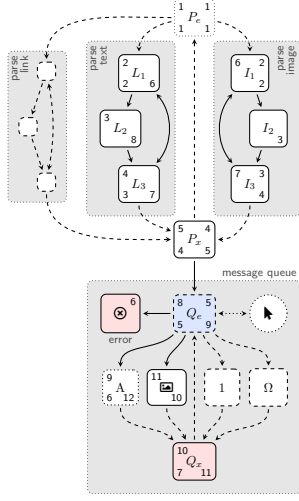 1 1
P_e
1 1
parse link
parse text
parse image
2
L_1
2 6
6 2
I_1
2
3
L_2
8
I_2
3
4
L_3
3 7
7 3
I_3
4
5 4
P_x
4 5
message queue
6
error
8 5
Q_e
5 9
9
A
6 12
11
10
1
Ω
10
Q_x
7 11